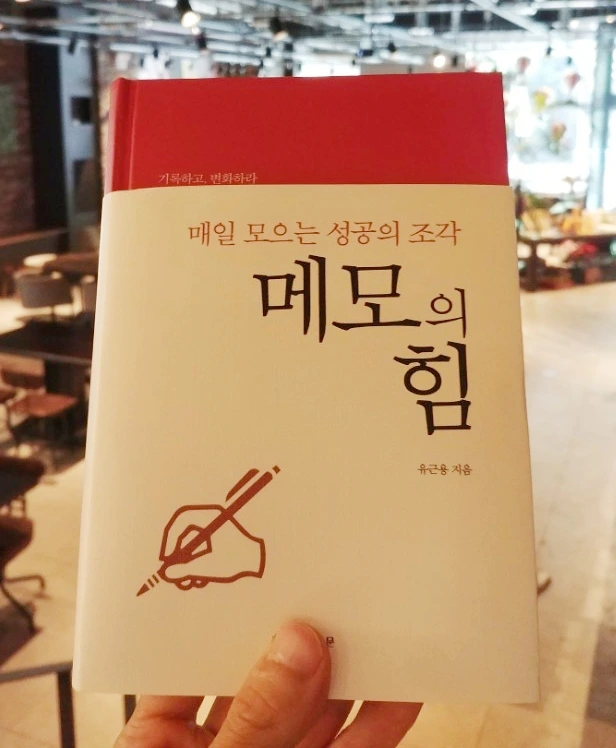 기록하고, 변화하라
매일 모으는 성공의 조각
메모의
힘
유근용 지음
문